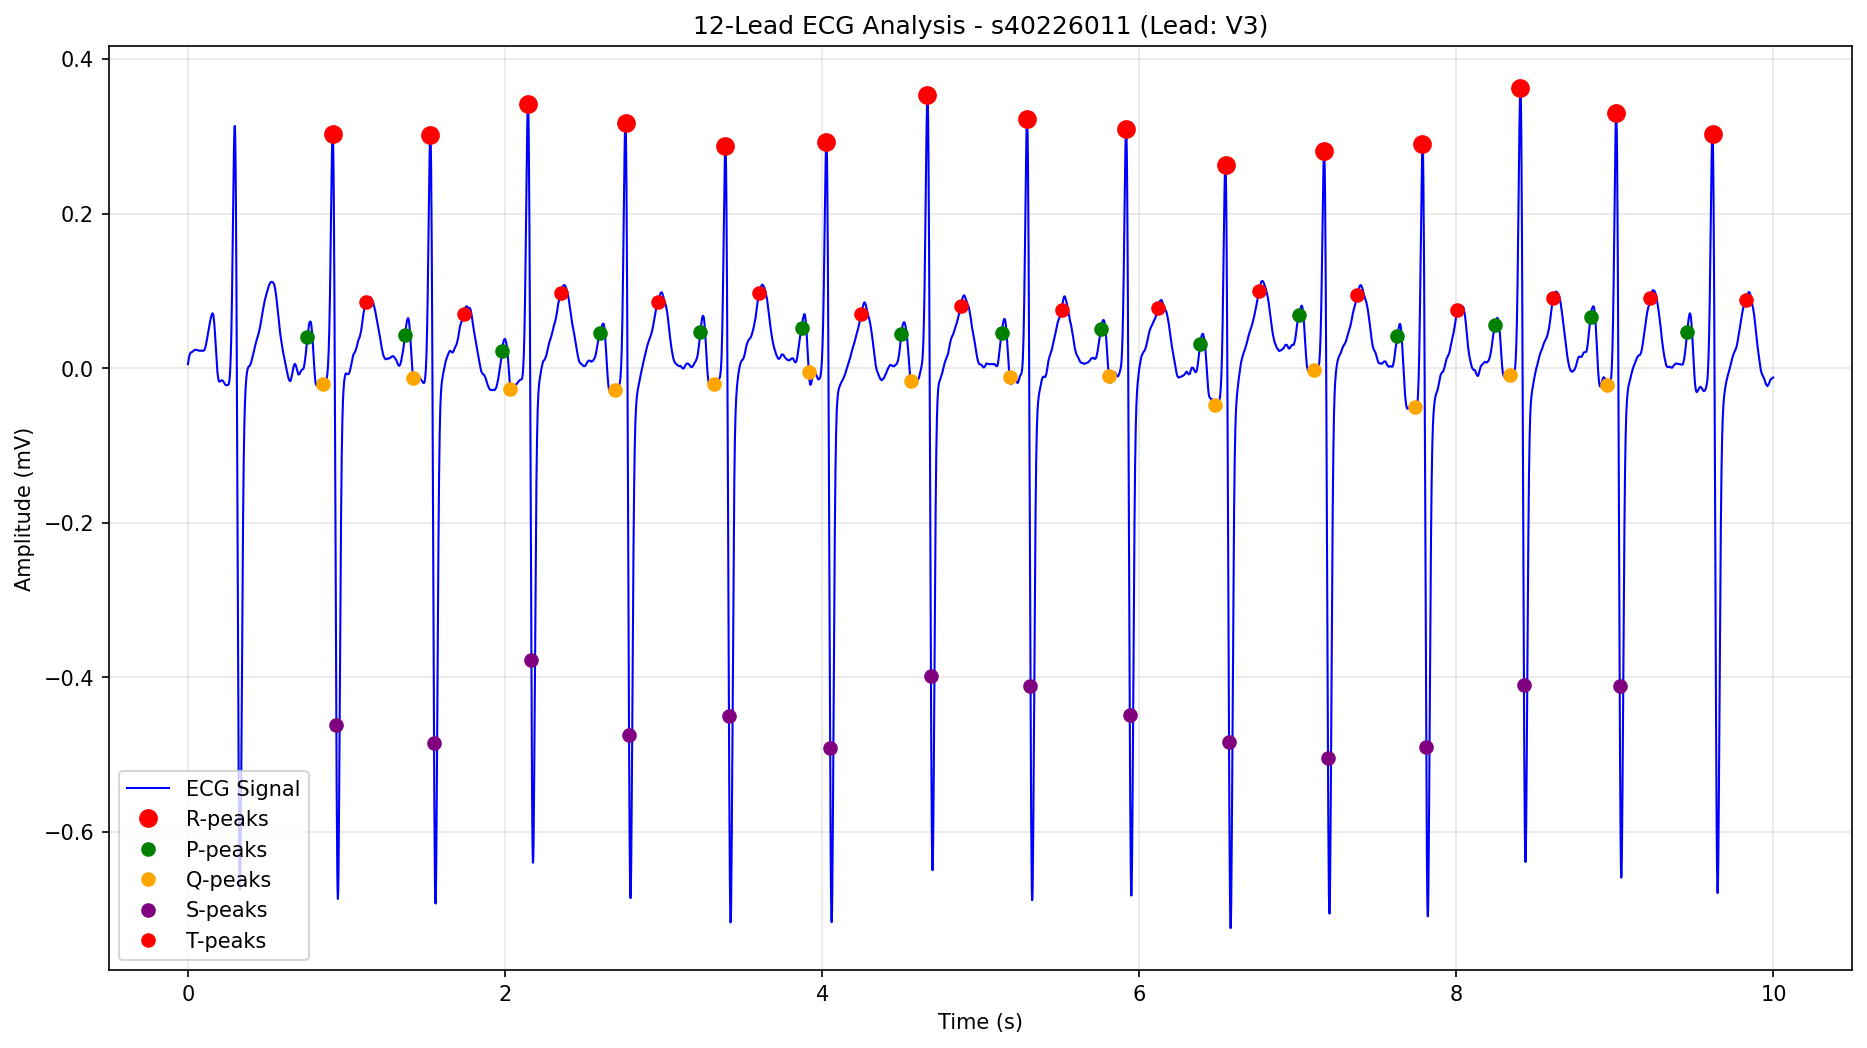 12-Lead ECG Analysis - s40226011 (Lead: V3)
0.4
0.2
0.0
−0.2
−0.4
−0.6
Amplitude (mV)
ECG Signal
R-peaks
P-peaks
Q-peaks
S-peaks
T-peaks
0 2 4 6 8 10
Time (s)